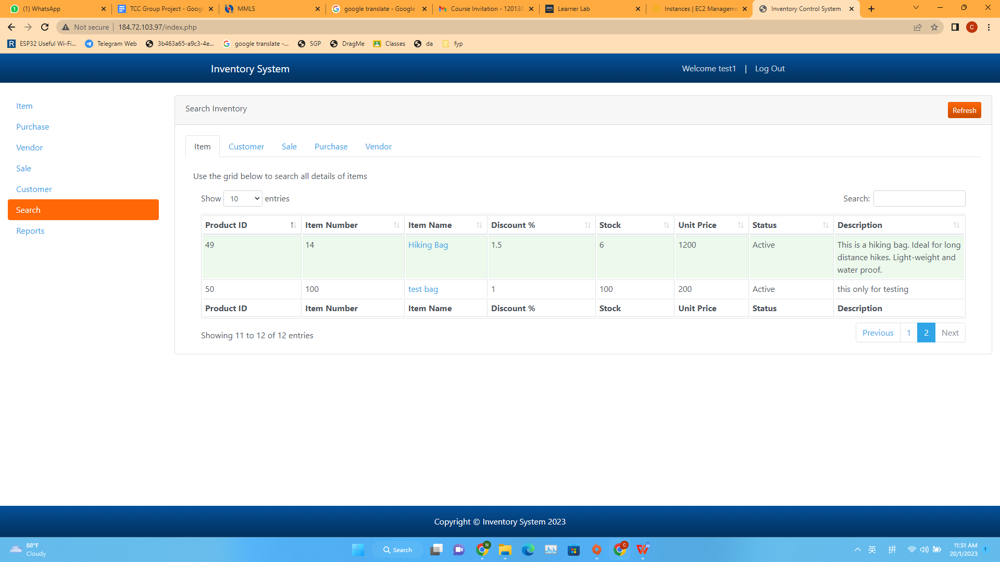 (1) WhatsApp
TCC Group Project - Googl
MMLS
google translate - Google
Course Invitation - 120130
aws
Learner Lab
Instances | EC2 Manageme
Inventory Control System
Not secure
184.72.103.97/index.php
C
R
ESP32 Useful Wi-Fi...
Telegram Web
3b463a65-a9c3-4e...
google translate -...
SGP
DragMe
Classes
da
fyp
Inventory System
Welcome test1 | Log Out
Item
Purchase
Vendor
Sale
Customer
Search
Reports
Search Inventory
Refresh
Item Customer Sale Purchase Vendor
Use the grid below to search all details of items
Show 10 entries
Search:
Product ID Item Number Item Name Discount % Stock Unit Price Status Description
49 14 Hiking Bag 1.5 6 1200 Active This is a hiking bag. Ideal for long
distance hikes. Light-weight and
water proof.
50 100 test bag 1 100 200 Active this only for testing
Product ID Item Number Item Name Discount % Stock Unit Price Status Description
Showing 11 to 12 of 12 entries
Previous 1 2 Next
Copyright © Inventory System 2023
88°F
Cloudy
Search
N
C
英
拼
11:51 AM
20/1/2023
1